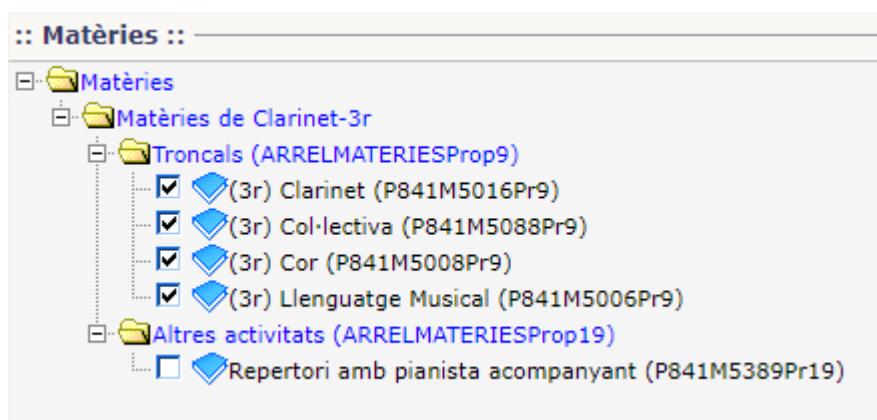 :: Matèries ::
Matèries
Matèries de Clarinet-3r
Troncals (ARRELMATERIESProp9)
(3r) Clarinet (P841M5016Pr9)
(3r) Col·lectiva (P841M5088Pr9)
(3r) Cor (P841M5008Pr9)
(3r) Llenguatge Musical (P841M5006Pr9)
Altres activitats (ARRELMATERIESProp19)
Repertori amb pianista acompanyant (P841M5389Pr19)